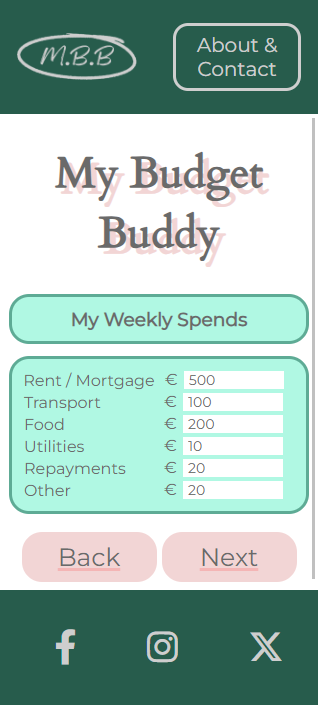 M.B.B
About &
Contact
My Budget
Buddy
My Weekly Spends
Rent / Mortgage € 500
Transport € 100
Food € 200
Utilities € 10
Repayments € 20
Other € 20
Back Next